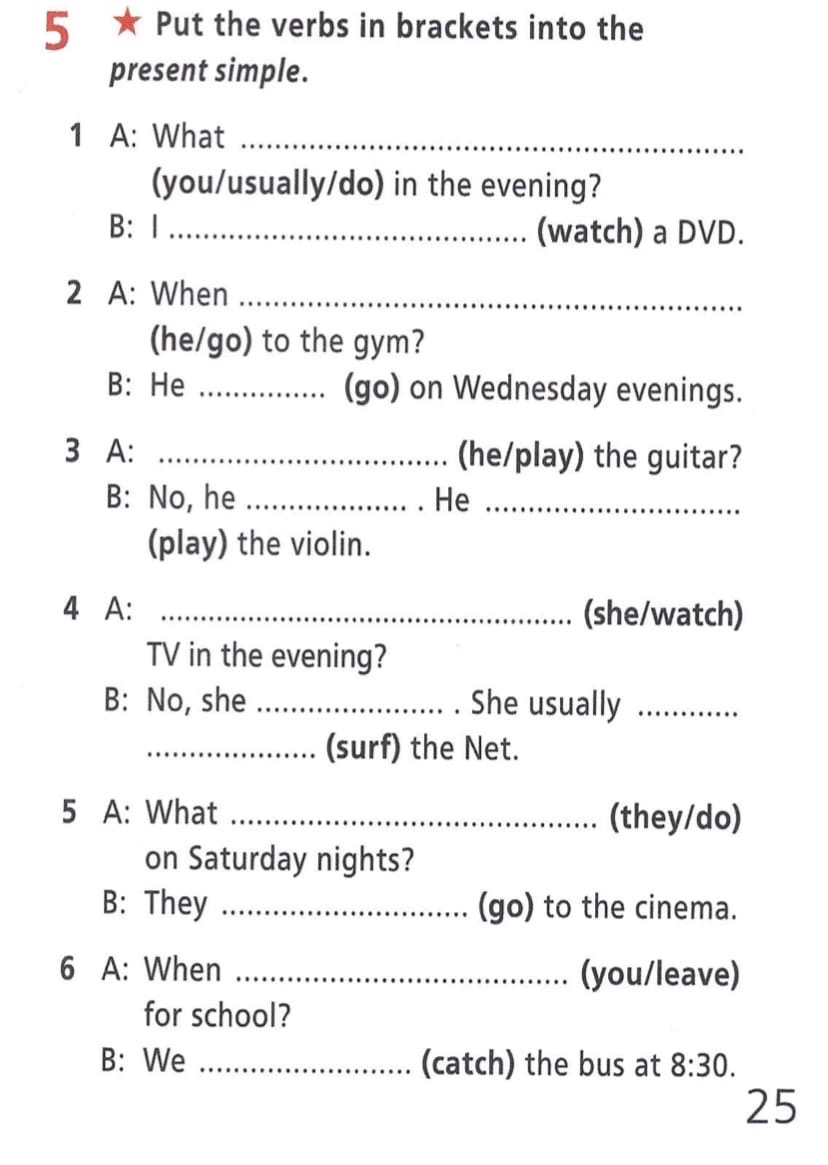 5 ★ Put the verbs in brackets into the
present simple.
1 A: What ............................................................
(you/usually/do) in the evening?
B: I .......................................... (watch) a DVD.
2 A: When ............................................................
(he/go) to the gym?
B: He ............... (go) on Wednesday evenings.
3 A: .................................. (he/play) the guitar?
B: No, he ................... . He ..............................
(play) the violin.
4 A: ................................................. (she/watch)
TV in the evening?
B: No, she ...................... . She usually ............
.................... (surf) the Net.
5 A: What ........................................... (they/do)
on Saturday nights?
B: They ............................. (go) to the cinema.
6 A: When ....................................... (you/leave)
for school?
B: We ......................... (catch) the bus at 8:30.
25